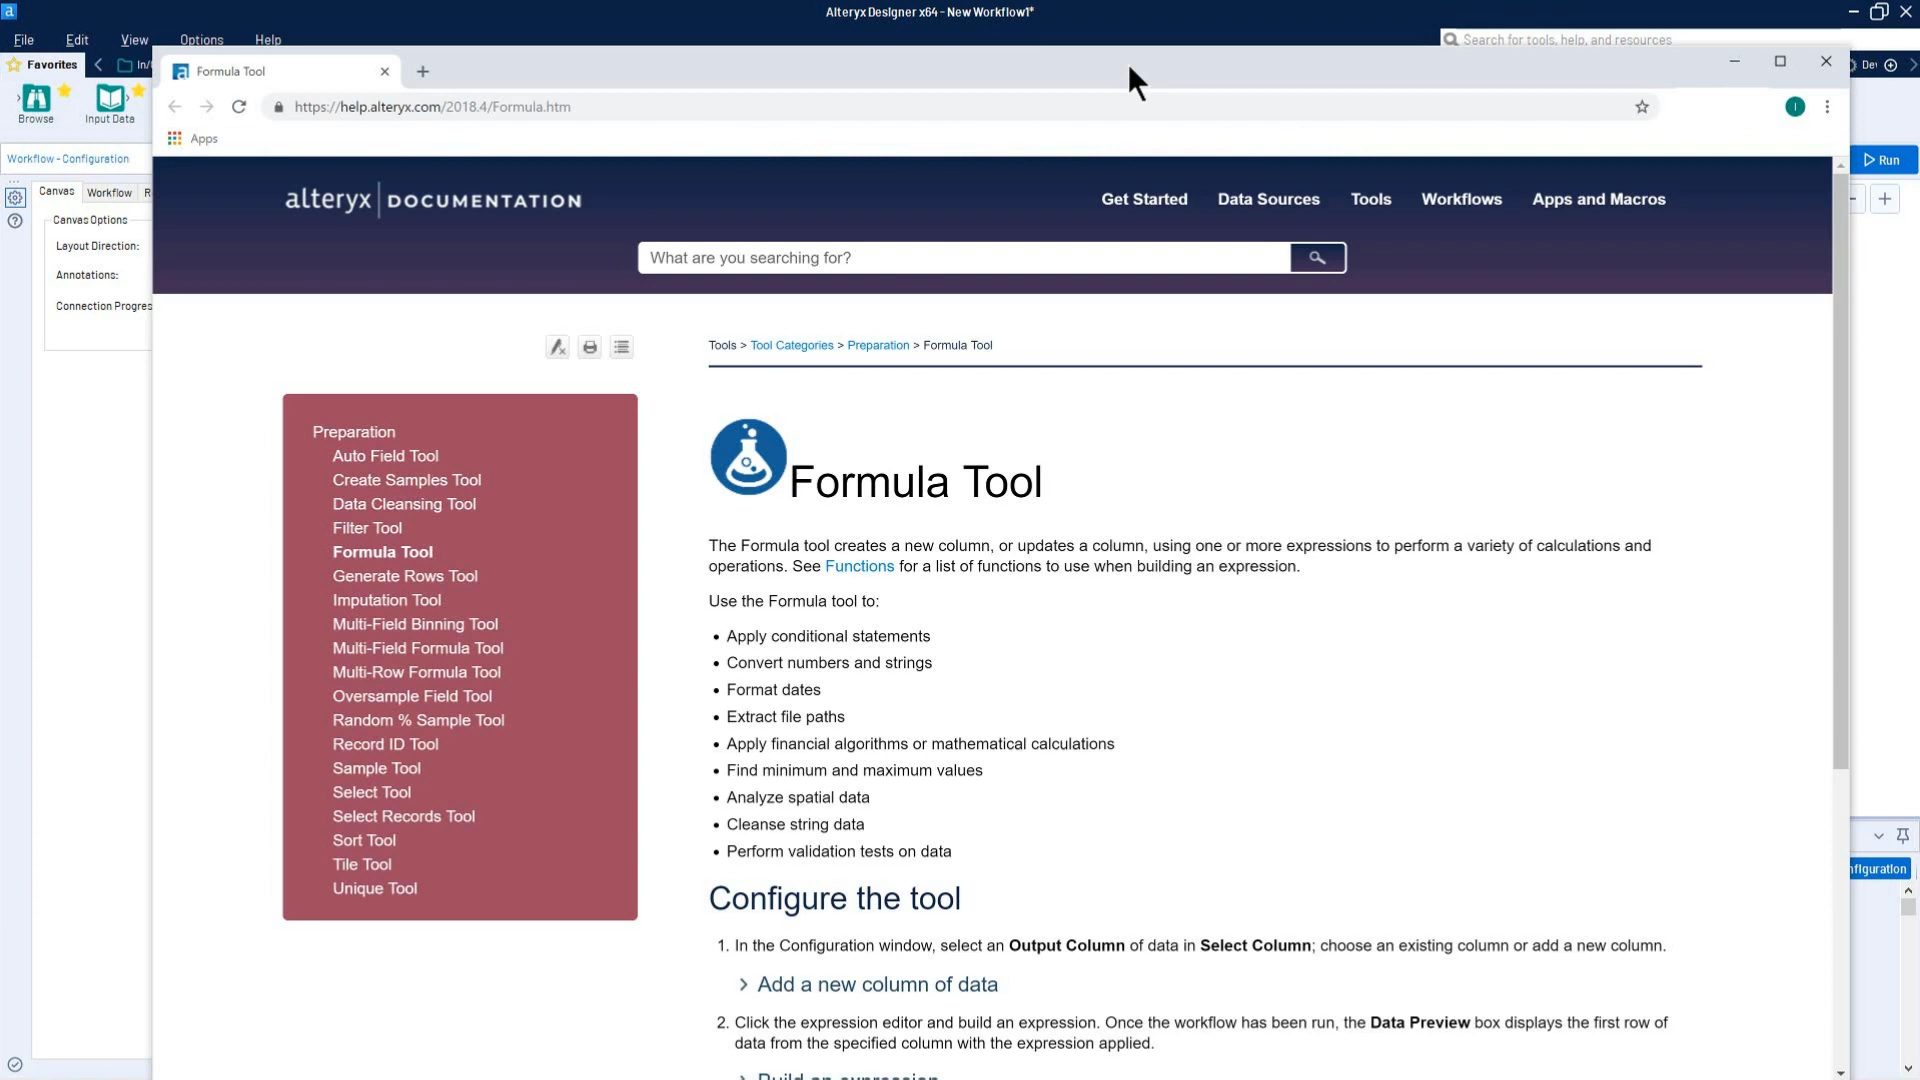 Alteryx Designer x64 - New Workflow1*
File Edit View Options Help
Search for tools, help, and resources
Favorites
Formula Tool
Browse
Input Data
https://help.alteryx.com/2018.4/Formula.htm
Apps
Workflow - Configuration
Run
Canvas Workflow
Canvas Options
Layout Direction:
Annotations:
Connection Progres
alteryx DOCUMENTATION
Get Started Data Sources Tools Workflows Apps and Macros
What are you searching for?
Tools > Tool Categories > Preparation > Formula Tool
Preparation
Auto Field Tool
Create Samples Tool
Data Cleansing Tool
Filter Tool
Formula Tool
Generate Rows Tool
Imputation Tool
Multi-Field Binning Tool
Multi-Field Formula Tool
Multi-Row Formula Tool
Oversample Field Tool
Random % Sample Tool
Record ID Tool
Sample Tool
Select Tool
Select Records Tool
Sort Tool
Tile Tool
Unique Tool
Formula Tool
The Formula tool creates a new column, or updates a column, using one or more expressions to perform a variety of calculations and
operations. See Functions for a list of functions to use when building an expression.
Use the Formula tool to:
• Apply conditional statements
• Convert numbers and strings
• Format dates
• Extract file paths
• Apply financial algorithms or mathematical calculations
• Find minimum and maximum values
• Analyze spatial data
• Cleanse string data
• Perform validation tests on data
Configure the tool
1. In the Configuration window, select an Output Column of data in Select Column; choose an existing column or add a new column.
> Add a new column of data
2. Click the expression editor and build an expression. Once the workflow has been run, the Data Preview box displays the first row of
data from the specified column with the expression applied.
Build an expression
nfiguration